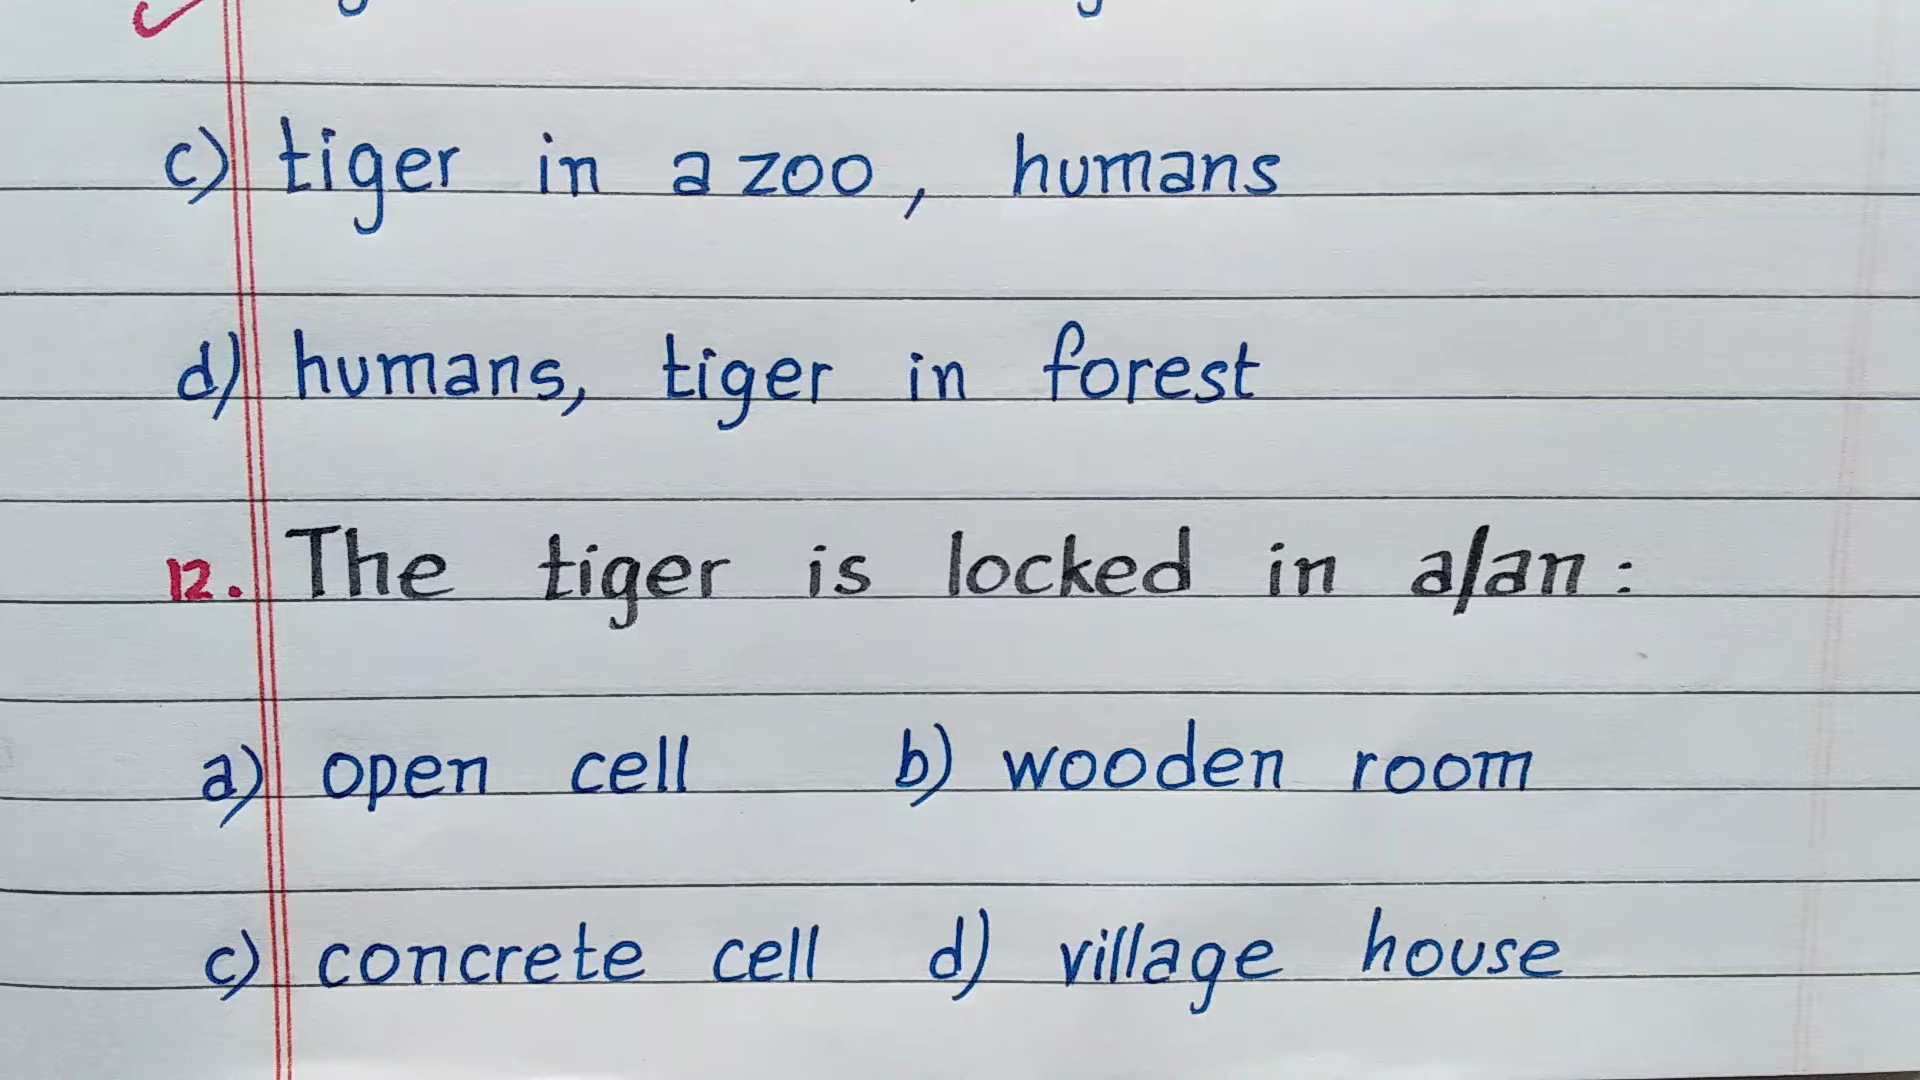 c) tiger in a zoo, humans
d) humans, tiger in forest
12. The tiger is locked in a/an :
a) open cell b) wooden room
c) concrete cell d) village house